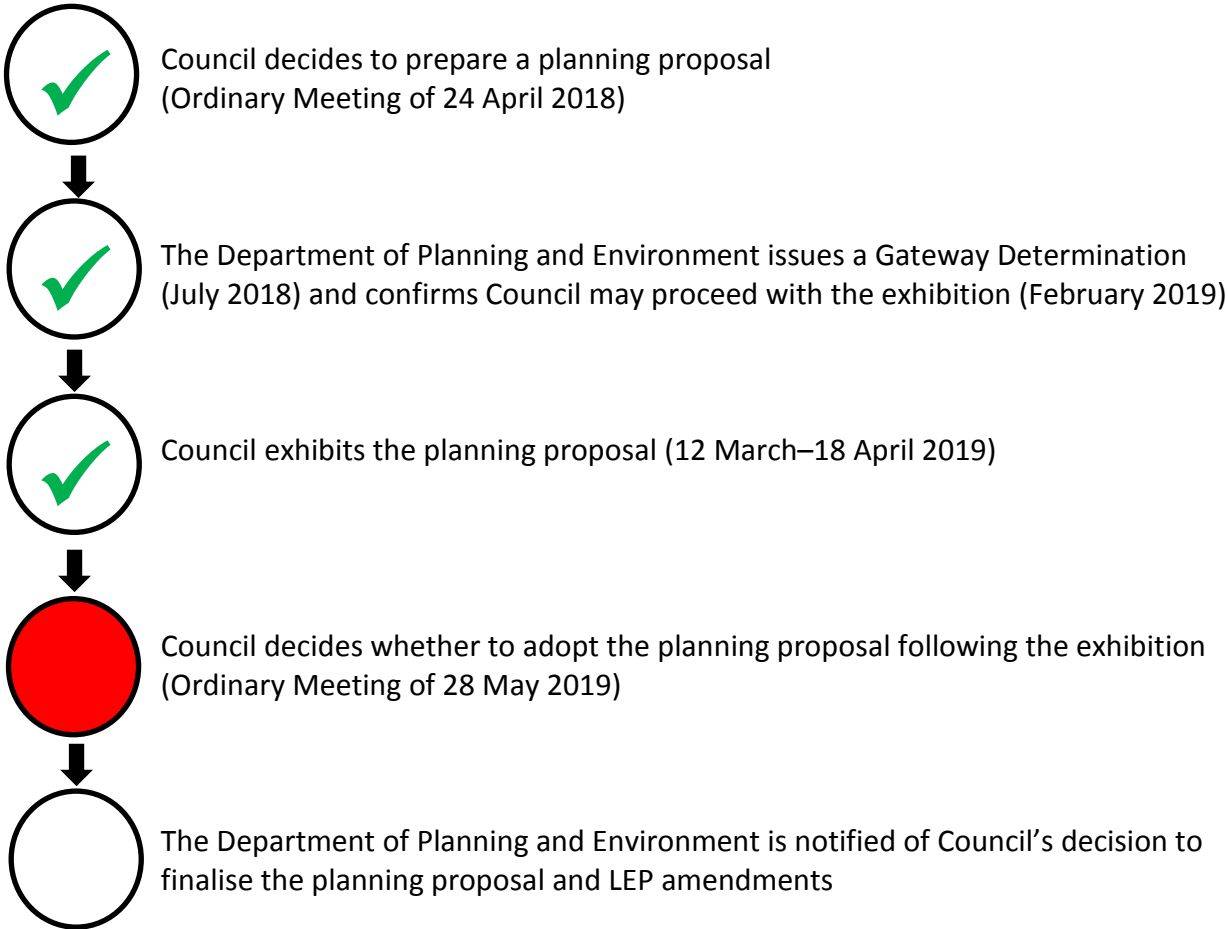 Council decides to prepare a planning proposal
(Ordinary Meeting of 24 April 2018)
The Department of Planning and Environment issues a Gateway Determination
(July 2018) and confirms Council may proceed with the exhibition (February 2019)
Council exhibits the planning proposal (12 March–18 April 2019)
Council decides whether to adopt the planning proposal following the exhibition
(Ordinary Meeting of 28 May 2019)
The Department of Planning and Environment is notified of Council’s decision to
finalise the planning proposal and LEP amendments